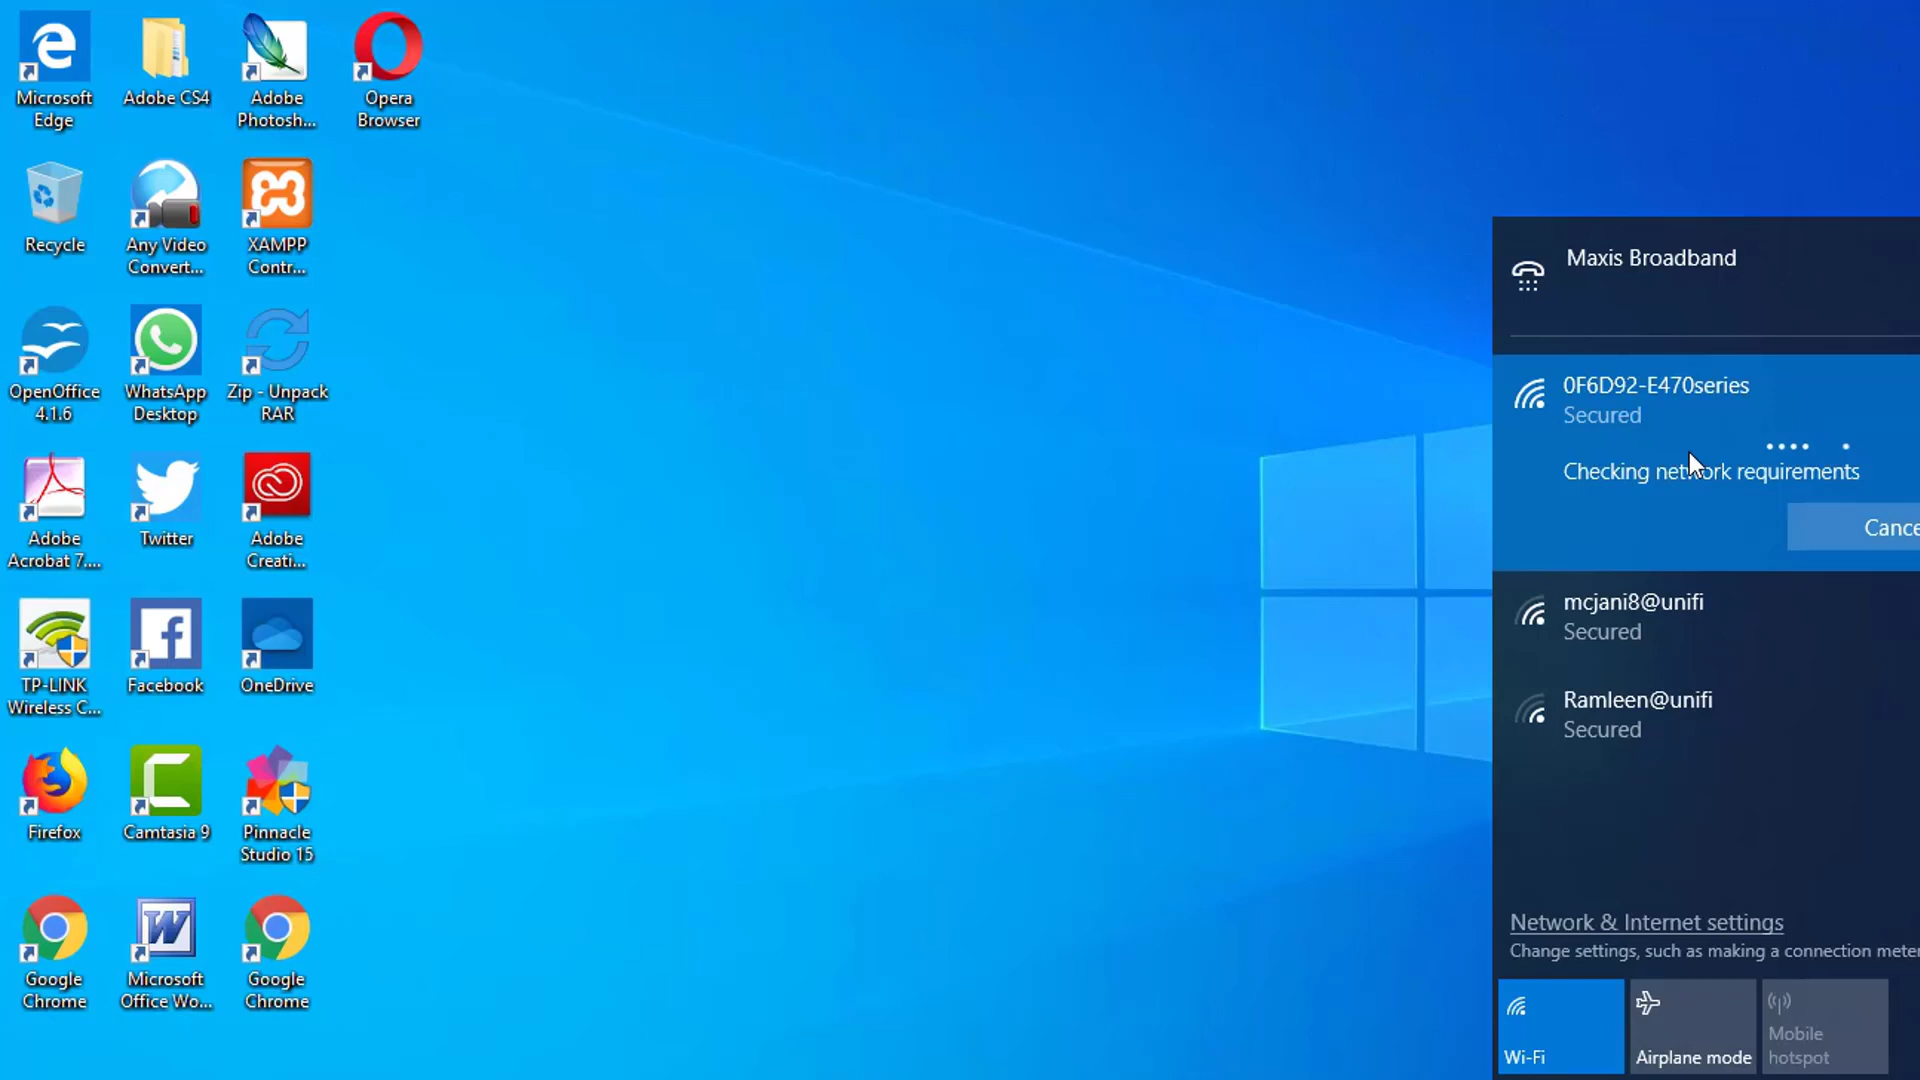 Microsoft
Edge
Adobe CS4
Adobe
Photosh...
Opera
Browser
Recycle
Any Video
Convert...
XAMPP
Contr...
OpenOffice
4.1.6
WhatsApp
Desktop
Zip - Unpack
RAR
Adobe
Acrobat 7....
Twitter
Adobe
Creati...
TP-LINK
Wireless C...
Facebook
OneDrive
Firefox
Camtasia 9
Pinnacle
Studio 15
Google
Chrome
Microsoft
Office Wo...
Google
Chrome
Maxis Broadband
0F6D92-E470series
Secured
Checking network requirements
Cance
mcjani8@unifi
Secured
Ramleen@unifi
Secured
Network & Internet settings
Change settings, such as making a connection meter
Wi-Fi
Airplane mode
Mobile
hotspot